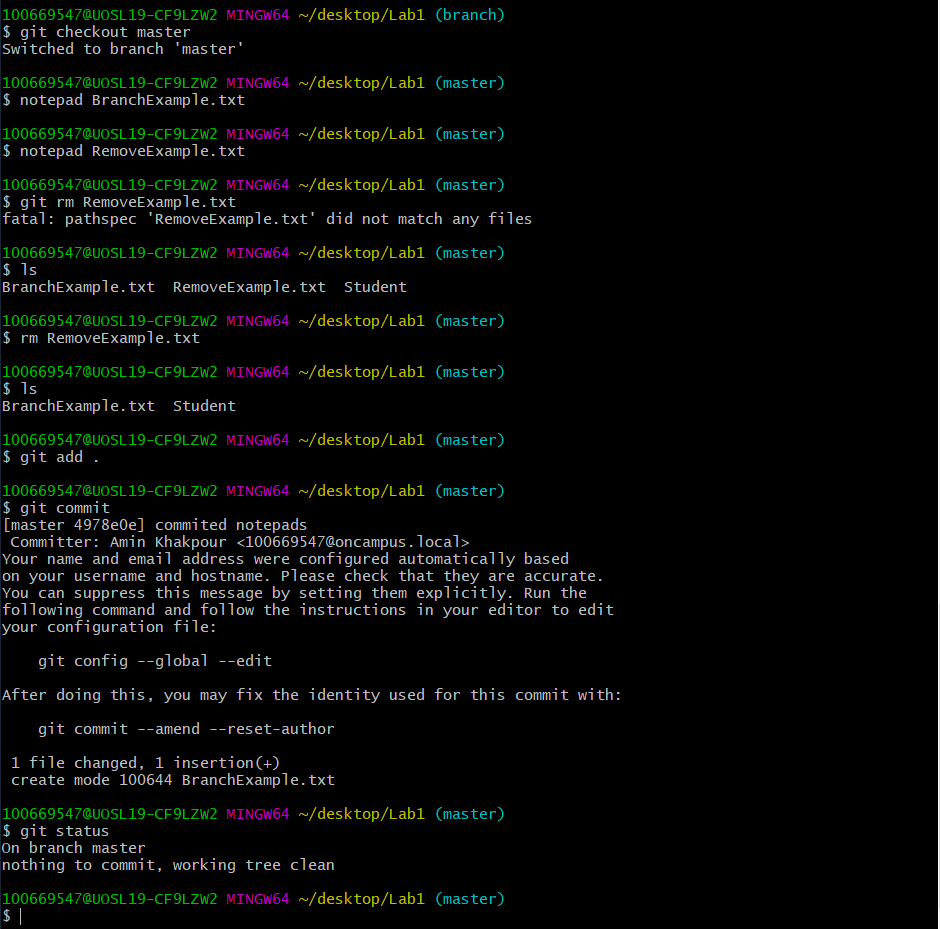 100669547@UOSL19-CF9LZW2 MINGW64 ~/desktop/Lab1 (branch)
$ git checkout master
Switched to branch 'master'
100669547@UOSL19-CF9LZW2 MINGW64 ~/desktop/Lab1 (master)
$ notepad BranchExample.txt
100669547@UOSL19-CF9LZW2 MINGW64 ~/desktop/Lab1 (master)
$ notepad RemoveExample.txt
100669547@UOSL19-CF9LZW2 MINGW64 ~/desktop/Lab1 (master)
$ git rm RemoveExample.txt
fatal: pathspec 'RemoveExample.txt' did not match any files
100669547@UOSL19-CF9LZW2 MINGW64 ~/desktop/Lab1 (master)
$ ls
BranchExample.txt  RemoveExample.txt  Student
100669547@UOSL19-CF9LZW2 MINGW64 ~/desktop/Lab1 (master)
$ rm RemoveExample.txt
100669547@UOSL19-CF9LZW2 MINGW64 ~/desktop/Lab1 (master)
$ ls
BranchExample.txt  Student
100669547@UOSL19-CF9LZW2 MINGW64 ~/desktop/Lab1 (master)
$ git add .
100669547@UOSL19-CF9LZW2 MINGW64 ~/desktop/Lab1 (master)
$ git commit
[master 4978e0e] commited notepads
 Committer: Amin Khakpour <100669547@oncampus.local>
Your name and email address were configured automatically based
on your username and hostname. Please check that they are accurate.
You can suppress this message by setting them explicitly. Run the
following command and follow the instructions in your editor to edit
your configuration file:
    git config --global --edit
After doing this, you may fix the identity used for this commit with:
    git commit --amend --reset-author
 1 file changed, 1 insertion(+)
 create mode 100644 BranchExample.txt
100669547@UOSL19-CF9LZW2 MINGW64 ~/desktop/Lab1 (master)
$ git status
On branch master
nothing to commit, working tree clean
100669547@UOSL19-CF9LZW2 MINGW64 ~/desktop/Lab1 (master)
$